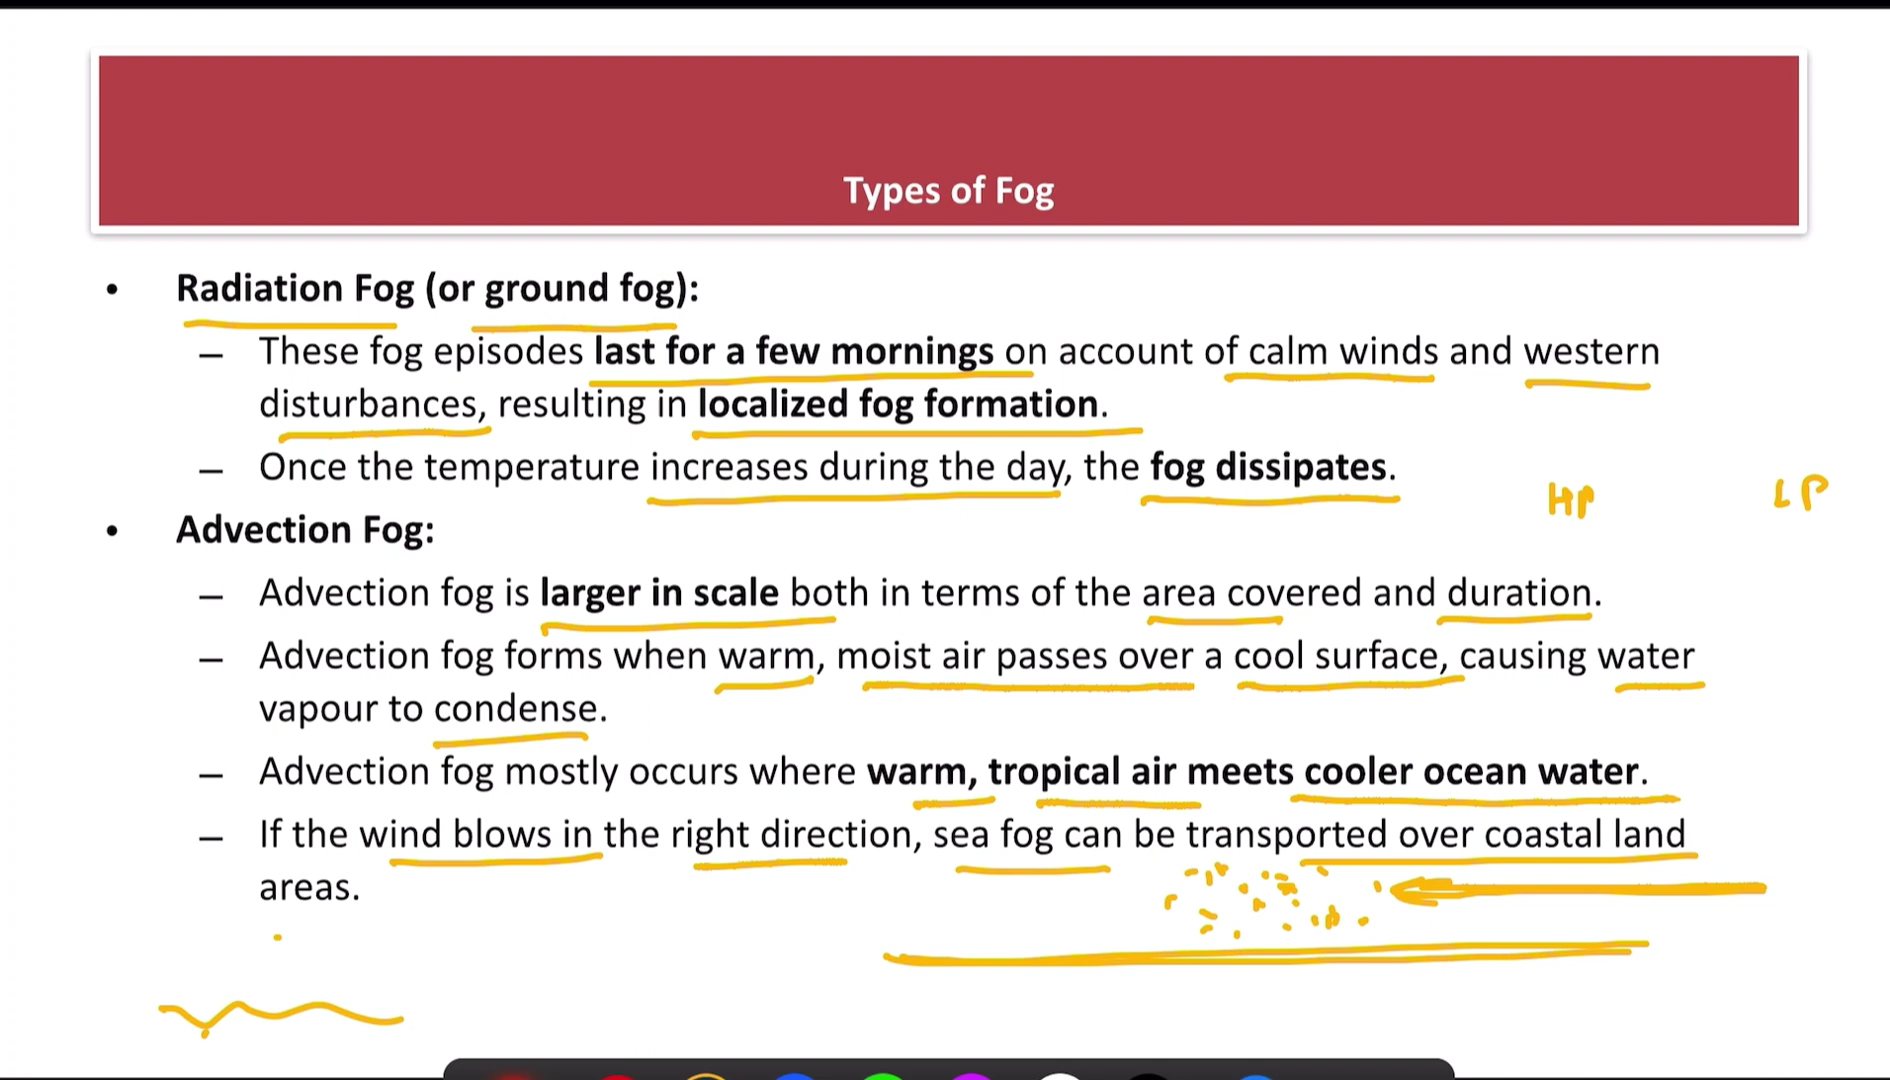 Types of Fog
• Radiation Fog (or ground fog):
– These fog episodes last for a few mornings on account of calm winds and western
disturbances, resulting in localized fog formation.
– Once the temperature increases during the day, the fog dissipates.
HP LP
• Advection Fog:
– Advection fog is larger in scale both in terms of the area covered and duration.
– Advection fog forms when warm, moist air passes over a cool surface, causing water
vapour to condense.
– Advection fog mostly occurs where warm, tropical air meets cooler ocean water.
– If the wind blows in the right direction, sea fog can be transported over coastal land
areas.